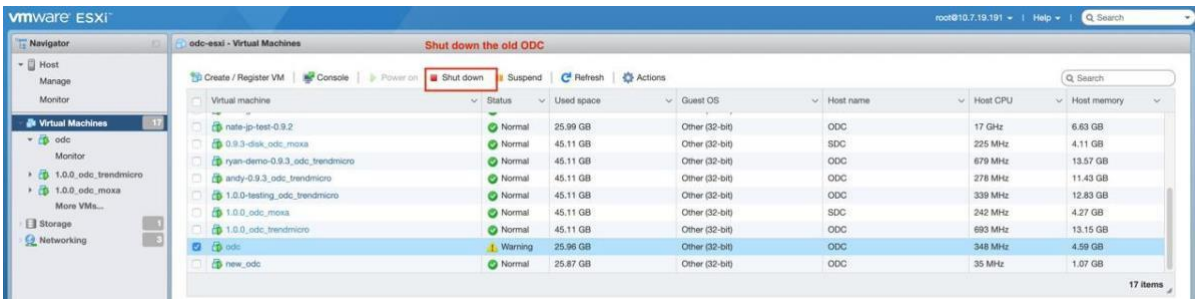 vmware ESXi™
root@10.7.19.191 | Help | Search
Navigator
odc-esxi - Virtual Machines
Shut down the old ODC
Host
Manage
Monitor
Virtual Machines 17
odc
Monitor
1.0.0_odc_trendmicro
1.0.0_odc_moxa
More VMs...
Storage 1
Networking 3
Create / Register VM | Console | Power on Shut down Suspend | Refresh | Actions
Search
Virtual machine Status Used space Guest OS Host name Host CPU Host memory
nate-jp-test-0.9.2 Normal 25.99 GB Other (32-bit) ODC 17 GHz 6.63 GB
0.9.3-disk_odc_moxa Normal 45.11 GB Other (32-bit) SDC 225 MHz 4.11 GB
ryan-demo-0.9.3_odc_trendmicro Normal 45.11 GB Other (32-bit) ODC 679 MHz 13.57 GB
andy-0.9.3_odc_trendmicro Normal 45.11 GB Other (32-bit) ODC 278 MHz 11.43 GB
1.0.0-testing_odc_trendmicro Normal 45.11 GB Other (32-bit) ODC 339 MHz 12.83 GB
1.0.0_odc_moxa Normal 45.11 GB Other (32-bit) SDC 242 MHz 4.27 GB
1.0.0_odc_trendmicro Normal 45.11 GB Other (32-bit) ODC 693 MHz 13.15 GB
odc Warning 25.96 GB Other (32-bit) ODC 348 MHz 4.59 GB
new_odc Normal 25.87 GB Other (32-bit) ODC 35 MHz 1.07 GB
17 items